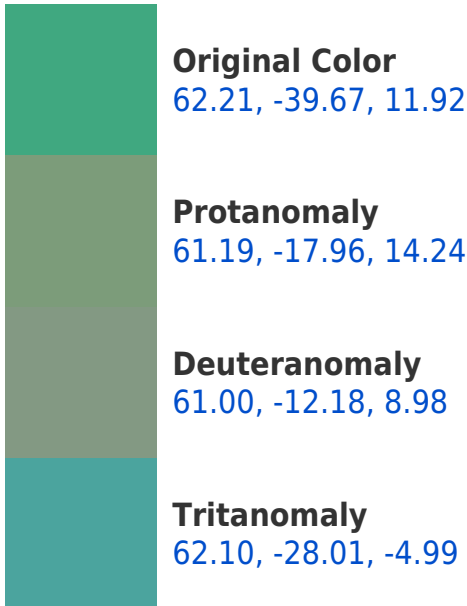 Original Color
62.21, -39.67, 11.92
Protanomaly
61.19, -17.96, 14.24
Deuteranomaly
61.00, -12.18, 8.98
Tritanomaly
62.10, -28.01, -4.99